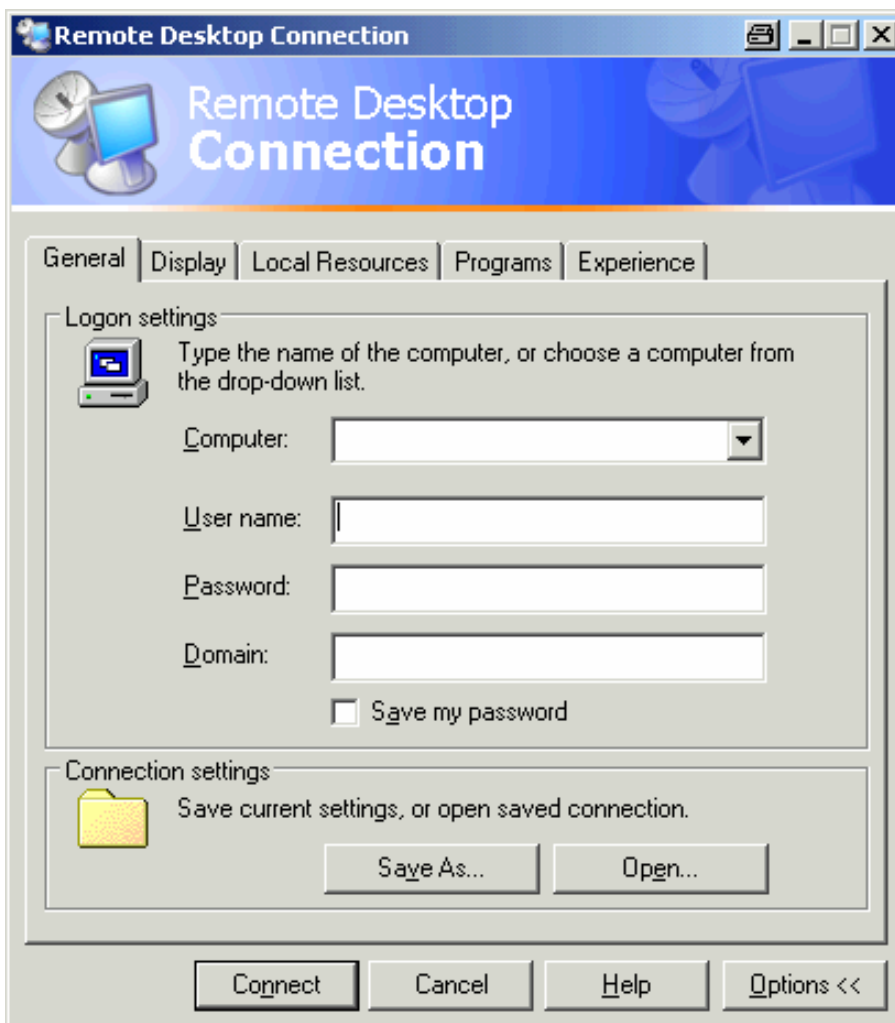 Remote Desktop Connection
Remote Desktop
Connection
General Display Local Resources Programs Experience
Logon settings
Type the name of the computer, or choose a computer from
the drop-down list.
Computer:
User name:
Password:
Domain:
Save my password
Connection settings
Save current settings, or open saved connection.
Save As... Open...
Connect Cancel Help Options <<